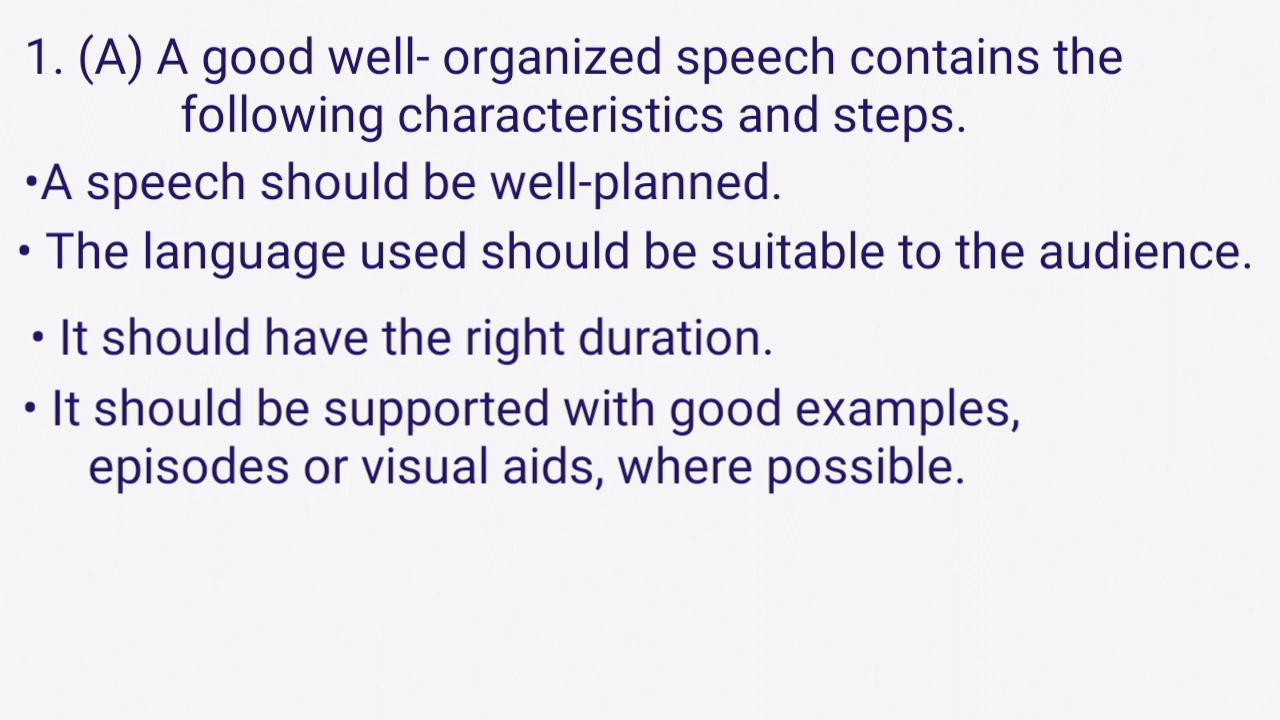 1. (A) A good well- organized speech contains the
following characteristics and steps.
•A speech should be well-planned.
• The language used should be suitable to the audience.
• It should have the right duration.
• It should be supported with good examples,
episodes or visual aids, where possible.